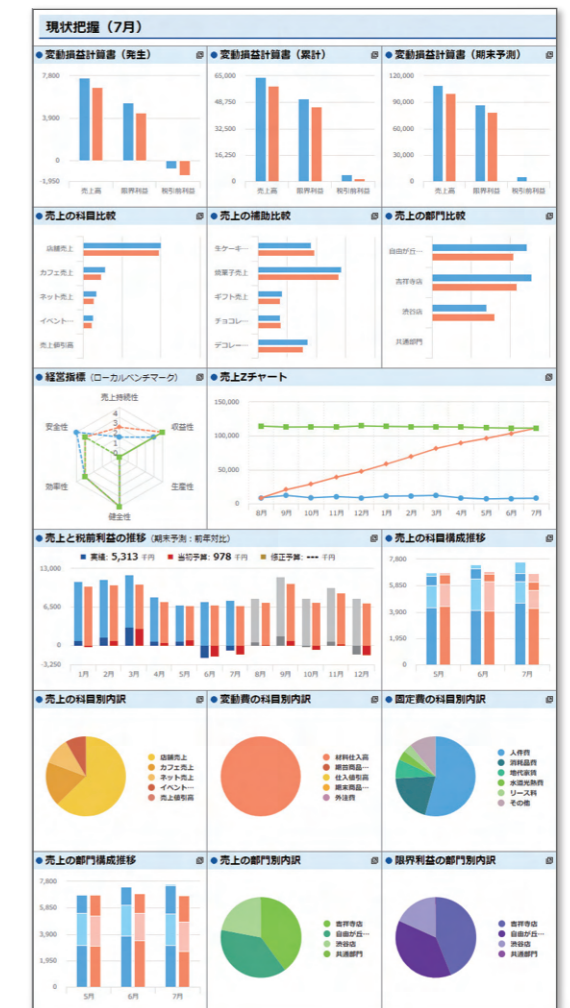 現状把握（7月）
変動損益計算書（発生）
変動損益計算書（累計）
変動損益計算書（期末予測）
7,800
3,900
0
-1,950
売上高 限界利益 税引前利益
65,000
48,750
32,500
16,250
0
売上高 限界利益 税引前利益
120,000
90,000
60,000
30,000
0
売上高 限界利益 税引前利益
売上の科目比較
売上の補助比較
売上の部門比較
店舗売上
カフェ売上
ネット売上
イベント…
売上値引高
生ケーキ…
焼菓子売上
ギフト売上
チョコレ…
デコレー…
自由が丘…
吉祥寺店
渋谷店
共通部門
経営指標（ローカルベンチマーク）
売上Zチャート
売上持続性
収益性
生産性
健全性
効率性
安全性
4
3
2
1
0
150,000
100,000
50,000
0
8月 9月 10月 11月 12月 1月 2月 3月 4月 5月 6月 7月
売上と税前利益の推移（期末予測：前年対比）
売上の科目構成推移
実績: 5,313 千円 当初予算: 978 千円 修正予算: --- 千円
13,000
6,500
0
-3,250
1月 2月 3月 4月 5月 6月 7月 8月 9月 10月 11月 12月
7,800
5,850
3,900
1,950
0
5月 6月 7月
売上の科目別内訳
変動費の科目別内訳
固定費の科目別内訳
店舗売上
カフェ売上
ネット売上
イベント…
売上値引高
材料仕入高
期首商品…
仕入値引高
期末商品…
外注費
人件費
消耗品費
地代家賃
水道光熱費
リース料
その他
売上の部門構成推移
売上の部門別内訳
限界利益の部門別内訳
7,800
5,850
3,900
1,950
0
5月 6月 7月
吉祥寺店
自由が丘…
渋谷店
共通部門
吉祥寺店
自由が丘…
渋谷店
共通部門